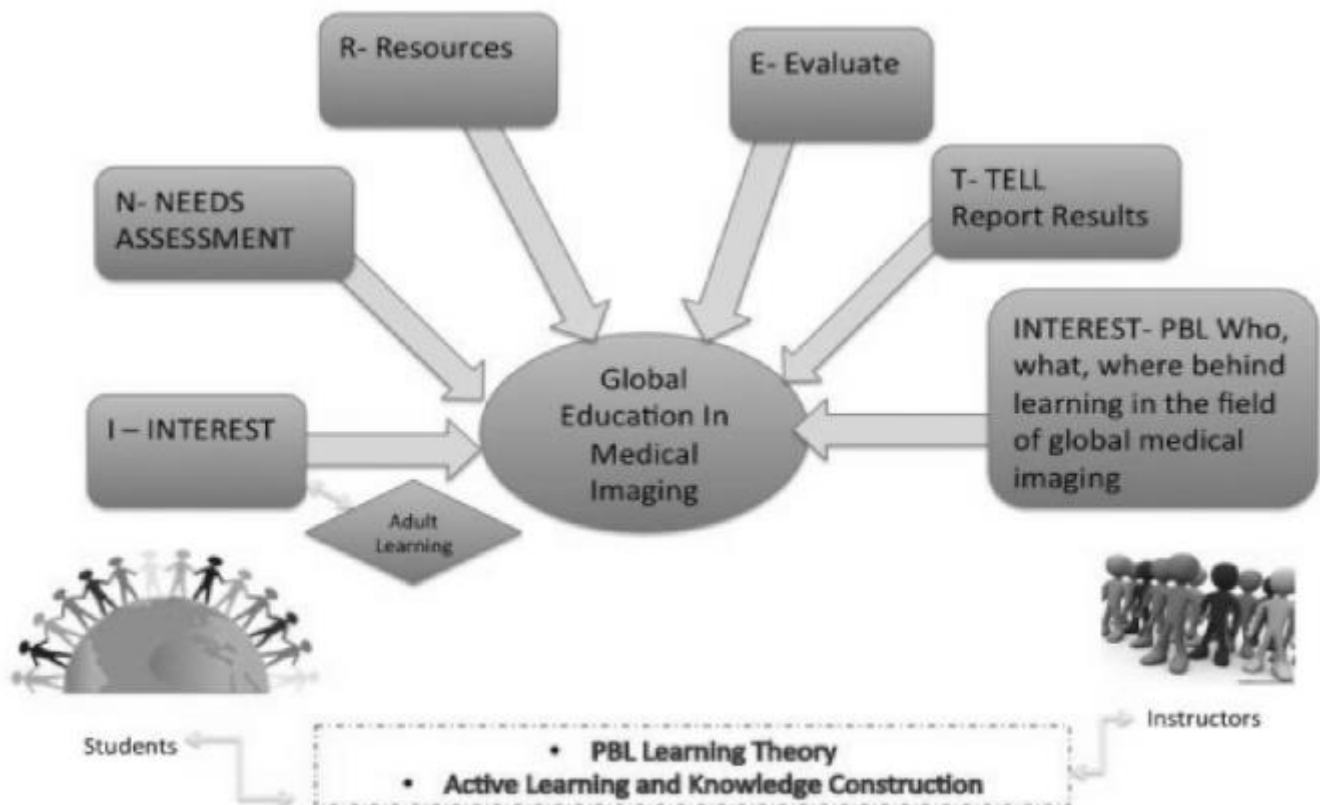 R- Resources
E- Evaluate
N- NEEDS
ASSESSMENT
T- TELL
Report Results
I – INTEREST
Global
Education In
Medical
Imaging
INTEREST- PBL Who,
what, where behind
learning in the field
of global medical
imaging
Adult
Learning
Students
Instructors
• PBL Learning Theory
• Active Learning and Knowledge Construction